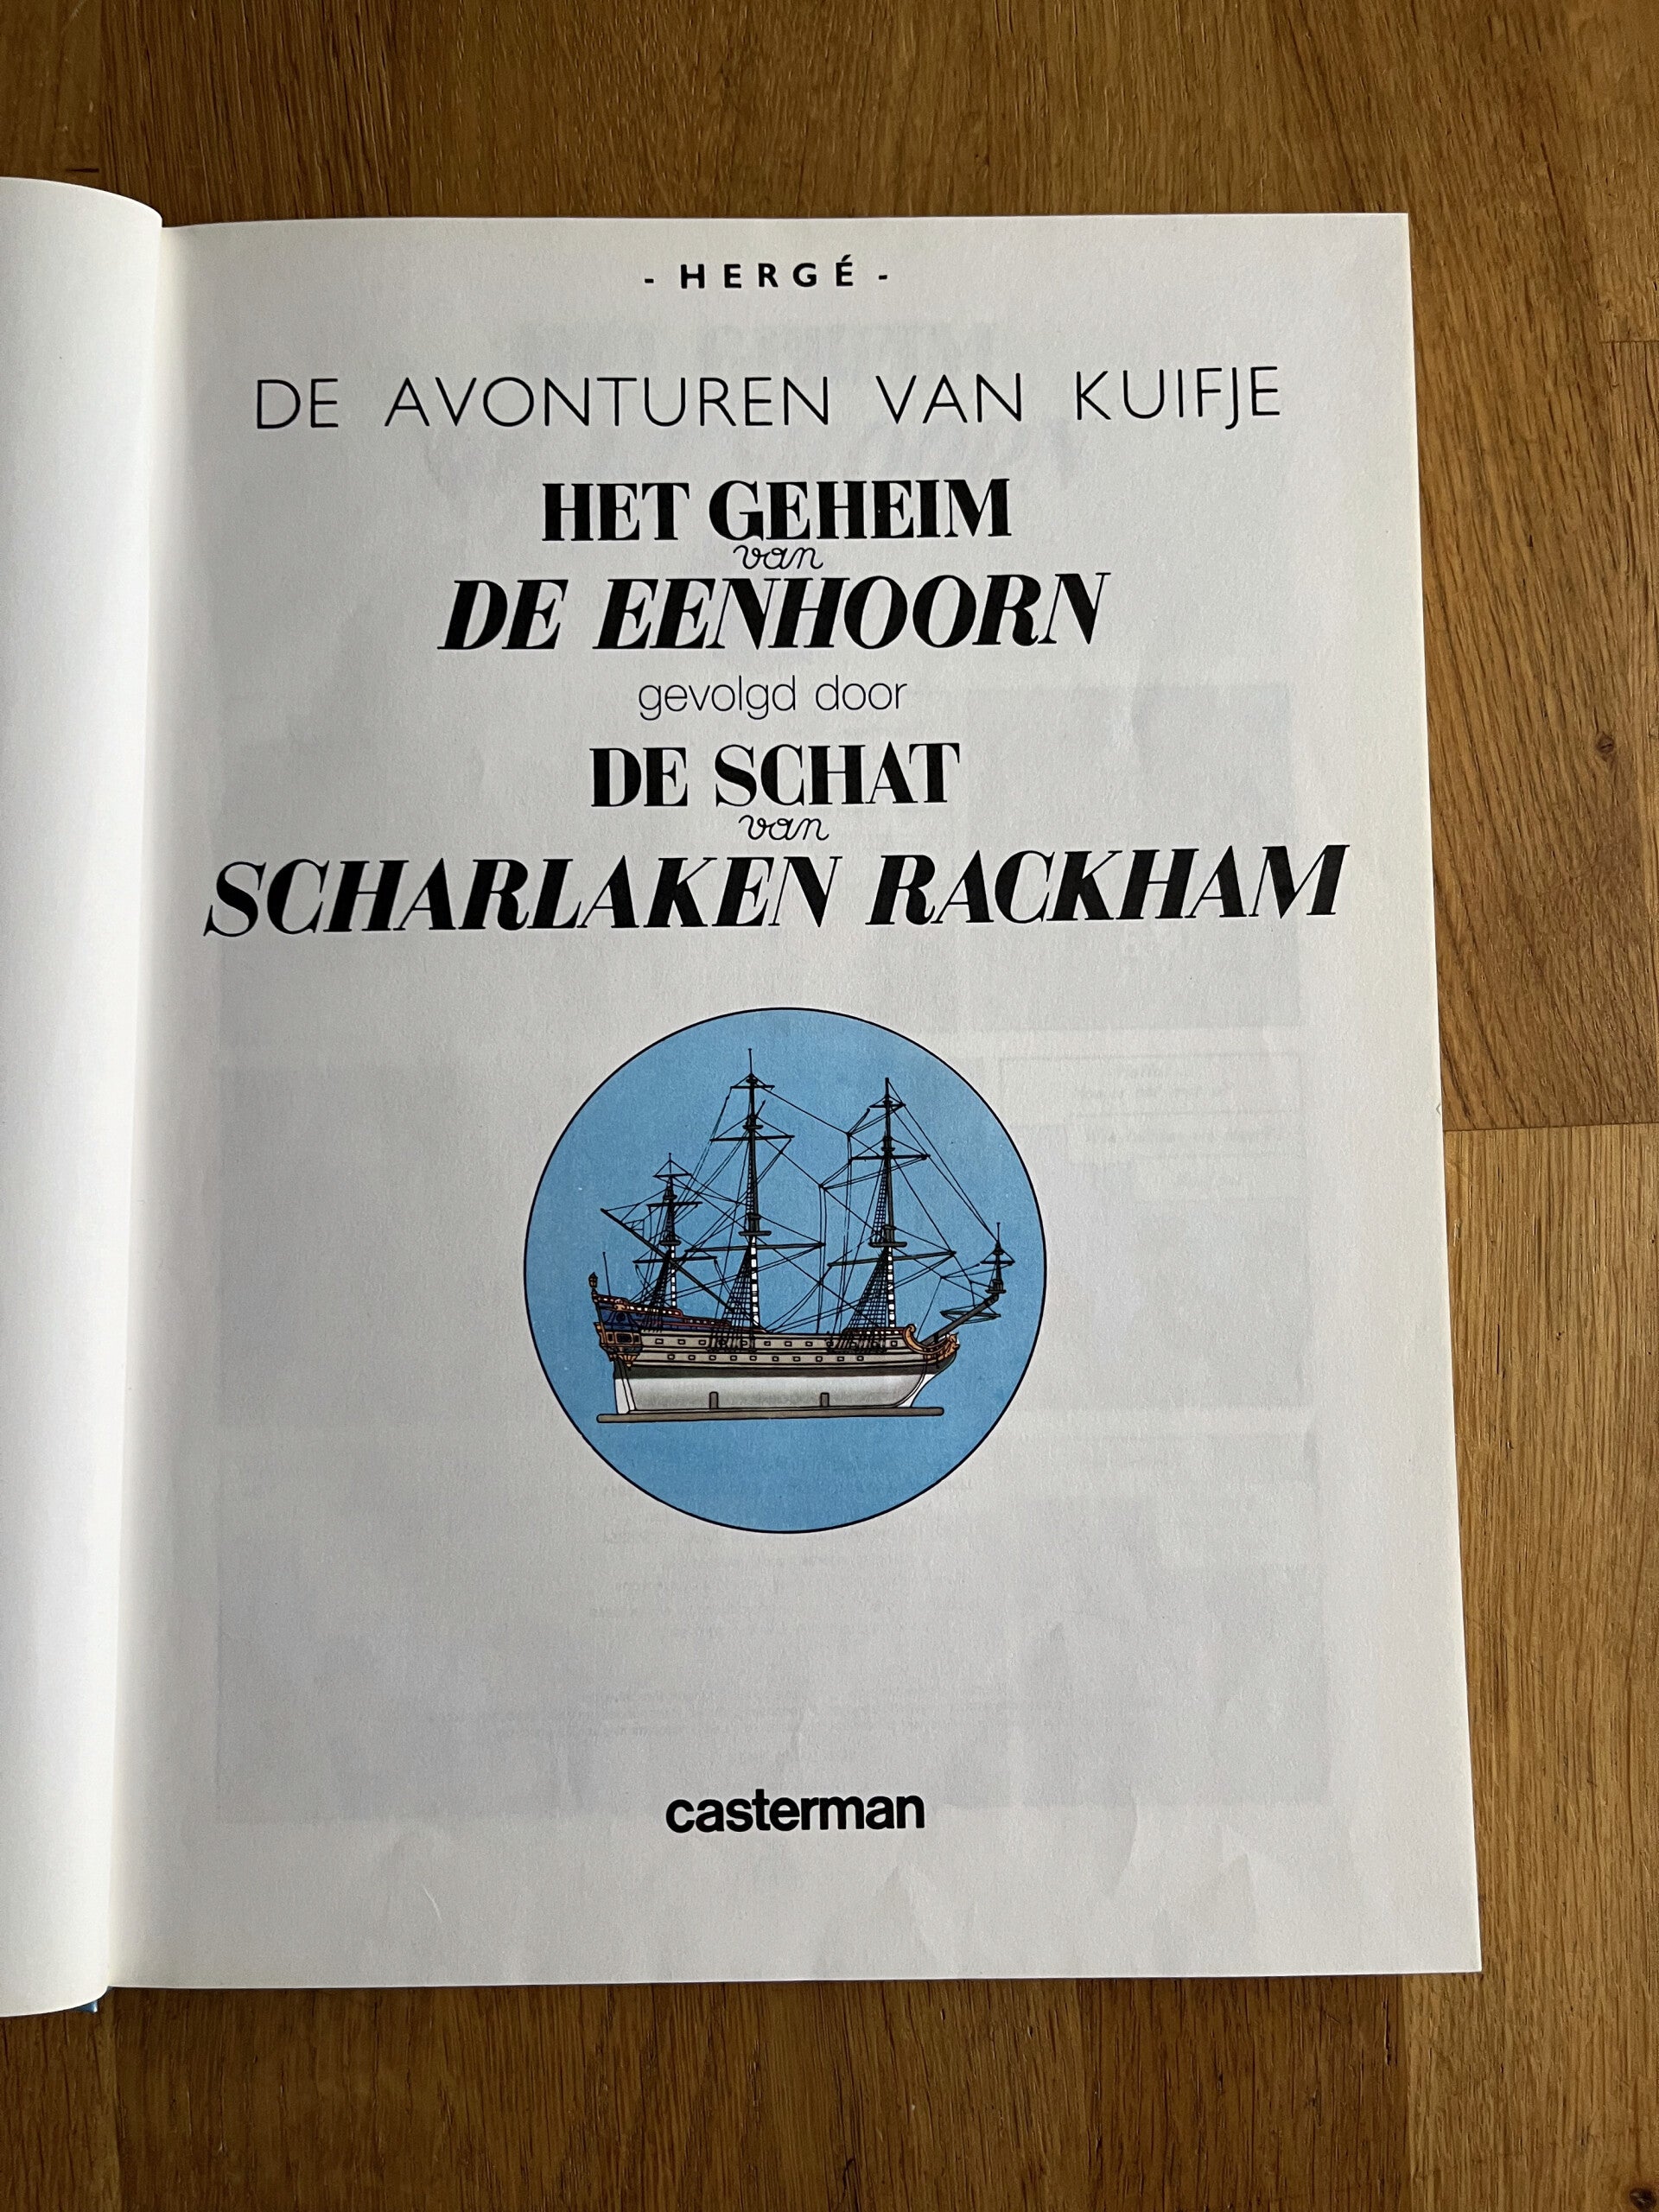 - HERGÉ -
DE AVONTUREN VAN KUIFJE
HET GEHEIM
van
DE EENHOORN
gevolgd door
DE SCHAT
van
SCHARLAKEN RACKHAM
casterman